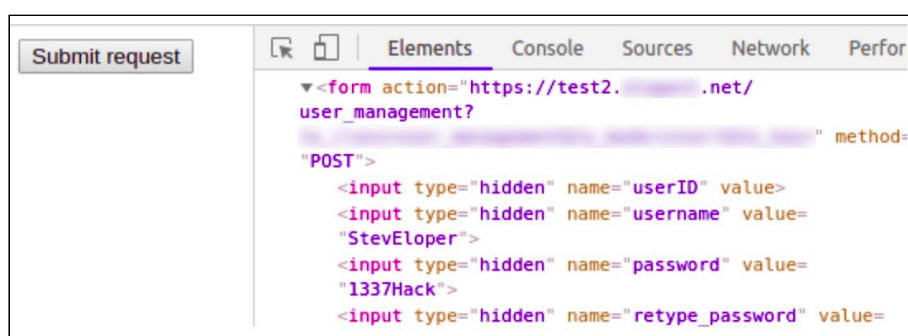 Submit request
Elements Console Sources Network Perfor
▼<form action="https://test2. .net/
user_management?
" method=
"POST">
<input type="hidden" name="userID" value>
<input type="hidden" name="username" value=
"StevEloper">
<input type="hidden" name="password" value=
"1337Hack">
<input type="hidden" name="retype_password" value=